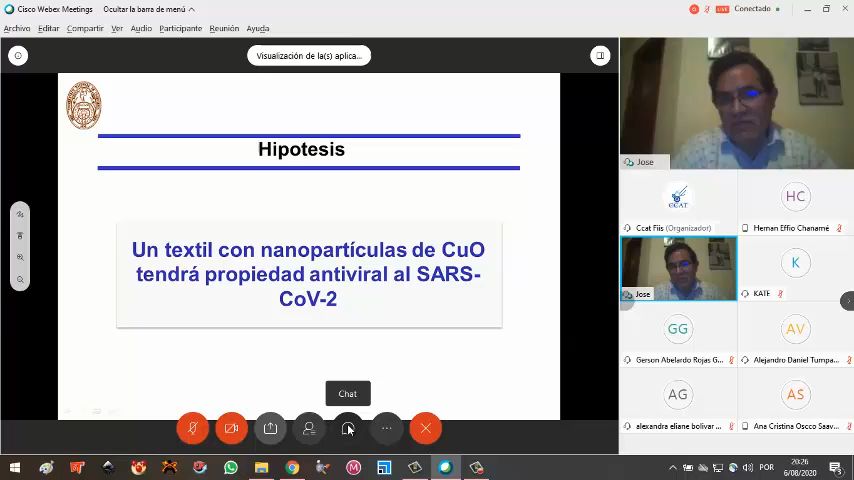 Cisco Webex Meetings
Ocultar la barra de menú
Conectado
Archivo Editar Compartir Ver Audio Participante Reunión Ayuda
Visualización de la(s) aplica...
Hipotesis
Un textil con nanopartículas de CuO
tendrá propiedad antiviral al SARS-
CoV-2
Chat
Jose
CCAT
Ccat Fiis (Organizador)
HC
Hernan Effio Chanamé
Jose
K
KATE
GG
Gerson Abelardo Rojas G...
AV
Alejandro Daniel Tumpa...
AG
alexandra eliane bolivar ...
AS
Ana Cristina Oscco Saav...
POR
20:26
6/08/2020